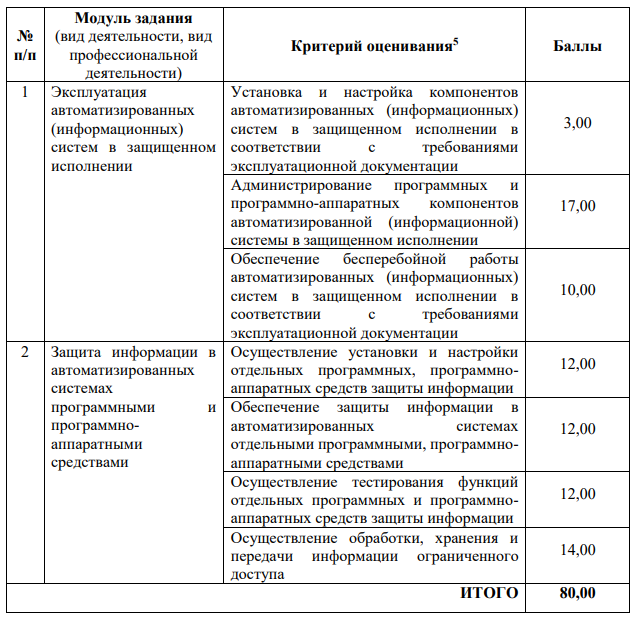 №
п/п
Модуль задания
(вид деятельности, вид
профессиональной
деятельности)
Критерий оценивания5
Баллы
1
Эксплуатация
автоматизированных
(информационных)
систем в защищенном
исполнении
Установка и настройка компонентов
автоматизированных (информационных)
систем в защищенном исполнении в
соответствии с требованиями
эксплуатационной документации
3,00
Администрирование программных и
программно-аппаратных компонентов
автоматизированной (информационной)
системы в защищенном исполнении
17,00
Обеспечение бесперебойной работы
автоматизированных (информационных)
систем в защищенном исполнении в
соответствии с требованиями
эксплуатационной документации
10,00
2
Защита информации в
автоматизированных
системах
программными и
программно-
аппаратными
средствами
Осуществление установки и настройки
отдельных программных, программно-
аппаратных средств защиты информации
12,00
Обеспечение защиты информации в
автоматизированных системах
отдельными программными, программно-
аппаратными средствами
12,00
Осуществление тестирования функций
отдельных программных и программно-
аппаратных средств защиты информации
12,00
Осуществление обработки, хранения и
передачи информации ограниченного
доступа
14,00
ИТОГО
80,00